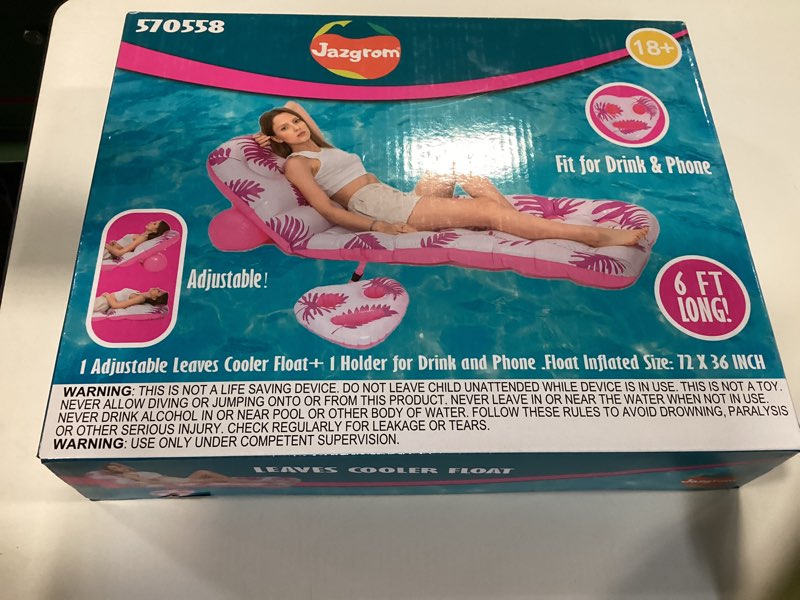 570558
Jazgrom
18+
Fit for Drink & Phone
Adjustable!
6 FT
LONG!
1 Adjustable Leaves Cooler Float+ 1 Holder for Drink and Phone .Float Inflated Size: 72 X 36 INCH
WARNING: THIS IS NOT A LIFE SAVING DEVICE. DO NOT LEAVE CHILD UNATTENDED WHILE DEVICE IS IN USE. THIS IS NOT A TOY.
NEVER ALLOW DIVING OR JUMPING ONTO OR FROM THIS PRODUCT. NEVER LEAVE IN OR NEAR THE WATER WHEN NOT IN USE.
NEVER DRINK ALCOHOL IN OR NEAR POOL OR OTHER BODY OF WATER. FOLLOW THESE RULES TO AVOID DROWNING, PARALYSIS
OR OTHER SERIOUS INJURY. CHECK REGULARLY FOR LEAKAGE OR TEARS.
WARNING: USE ONLY UNDER COMPETENT SUPERVISION.
LEAVES COOLER FLOAT
Jazgrom